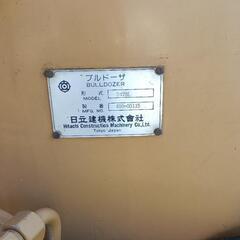 ブルドーザ
BULLDOZER
形式
MODEL
製番
MFG. NO.
日立建機株式會社
Hitachi Construction Machinery Co., Ltd.
Tokyo Japan